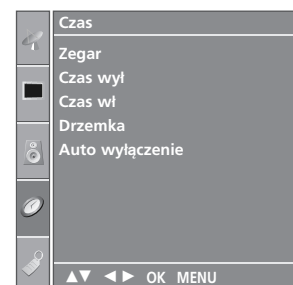 Czas
Zegar
Czas wył
Czas wł
Drzemka
Auto wyłączenie
▲▼ ◄► OK MENU